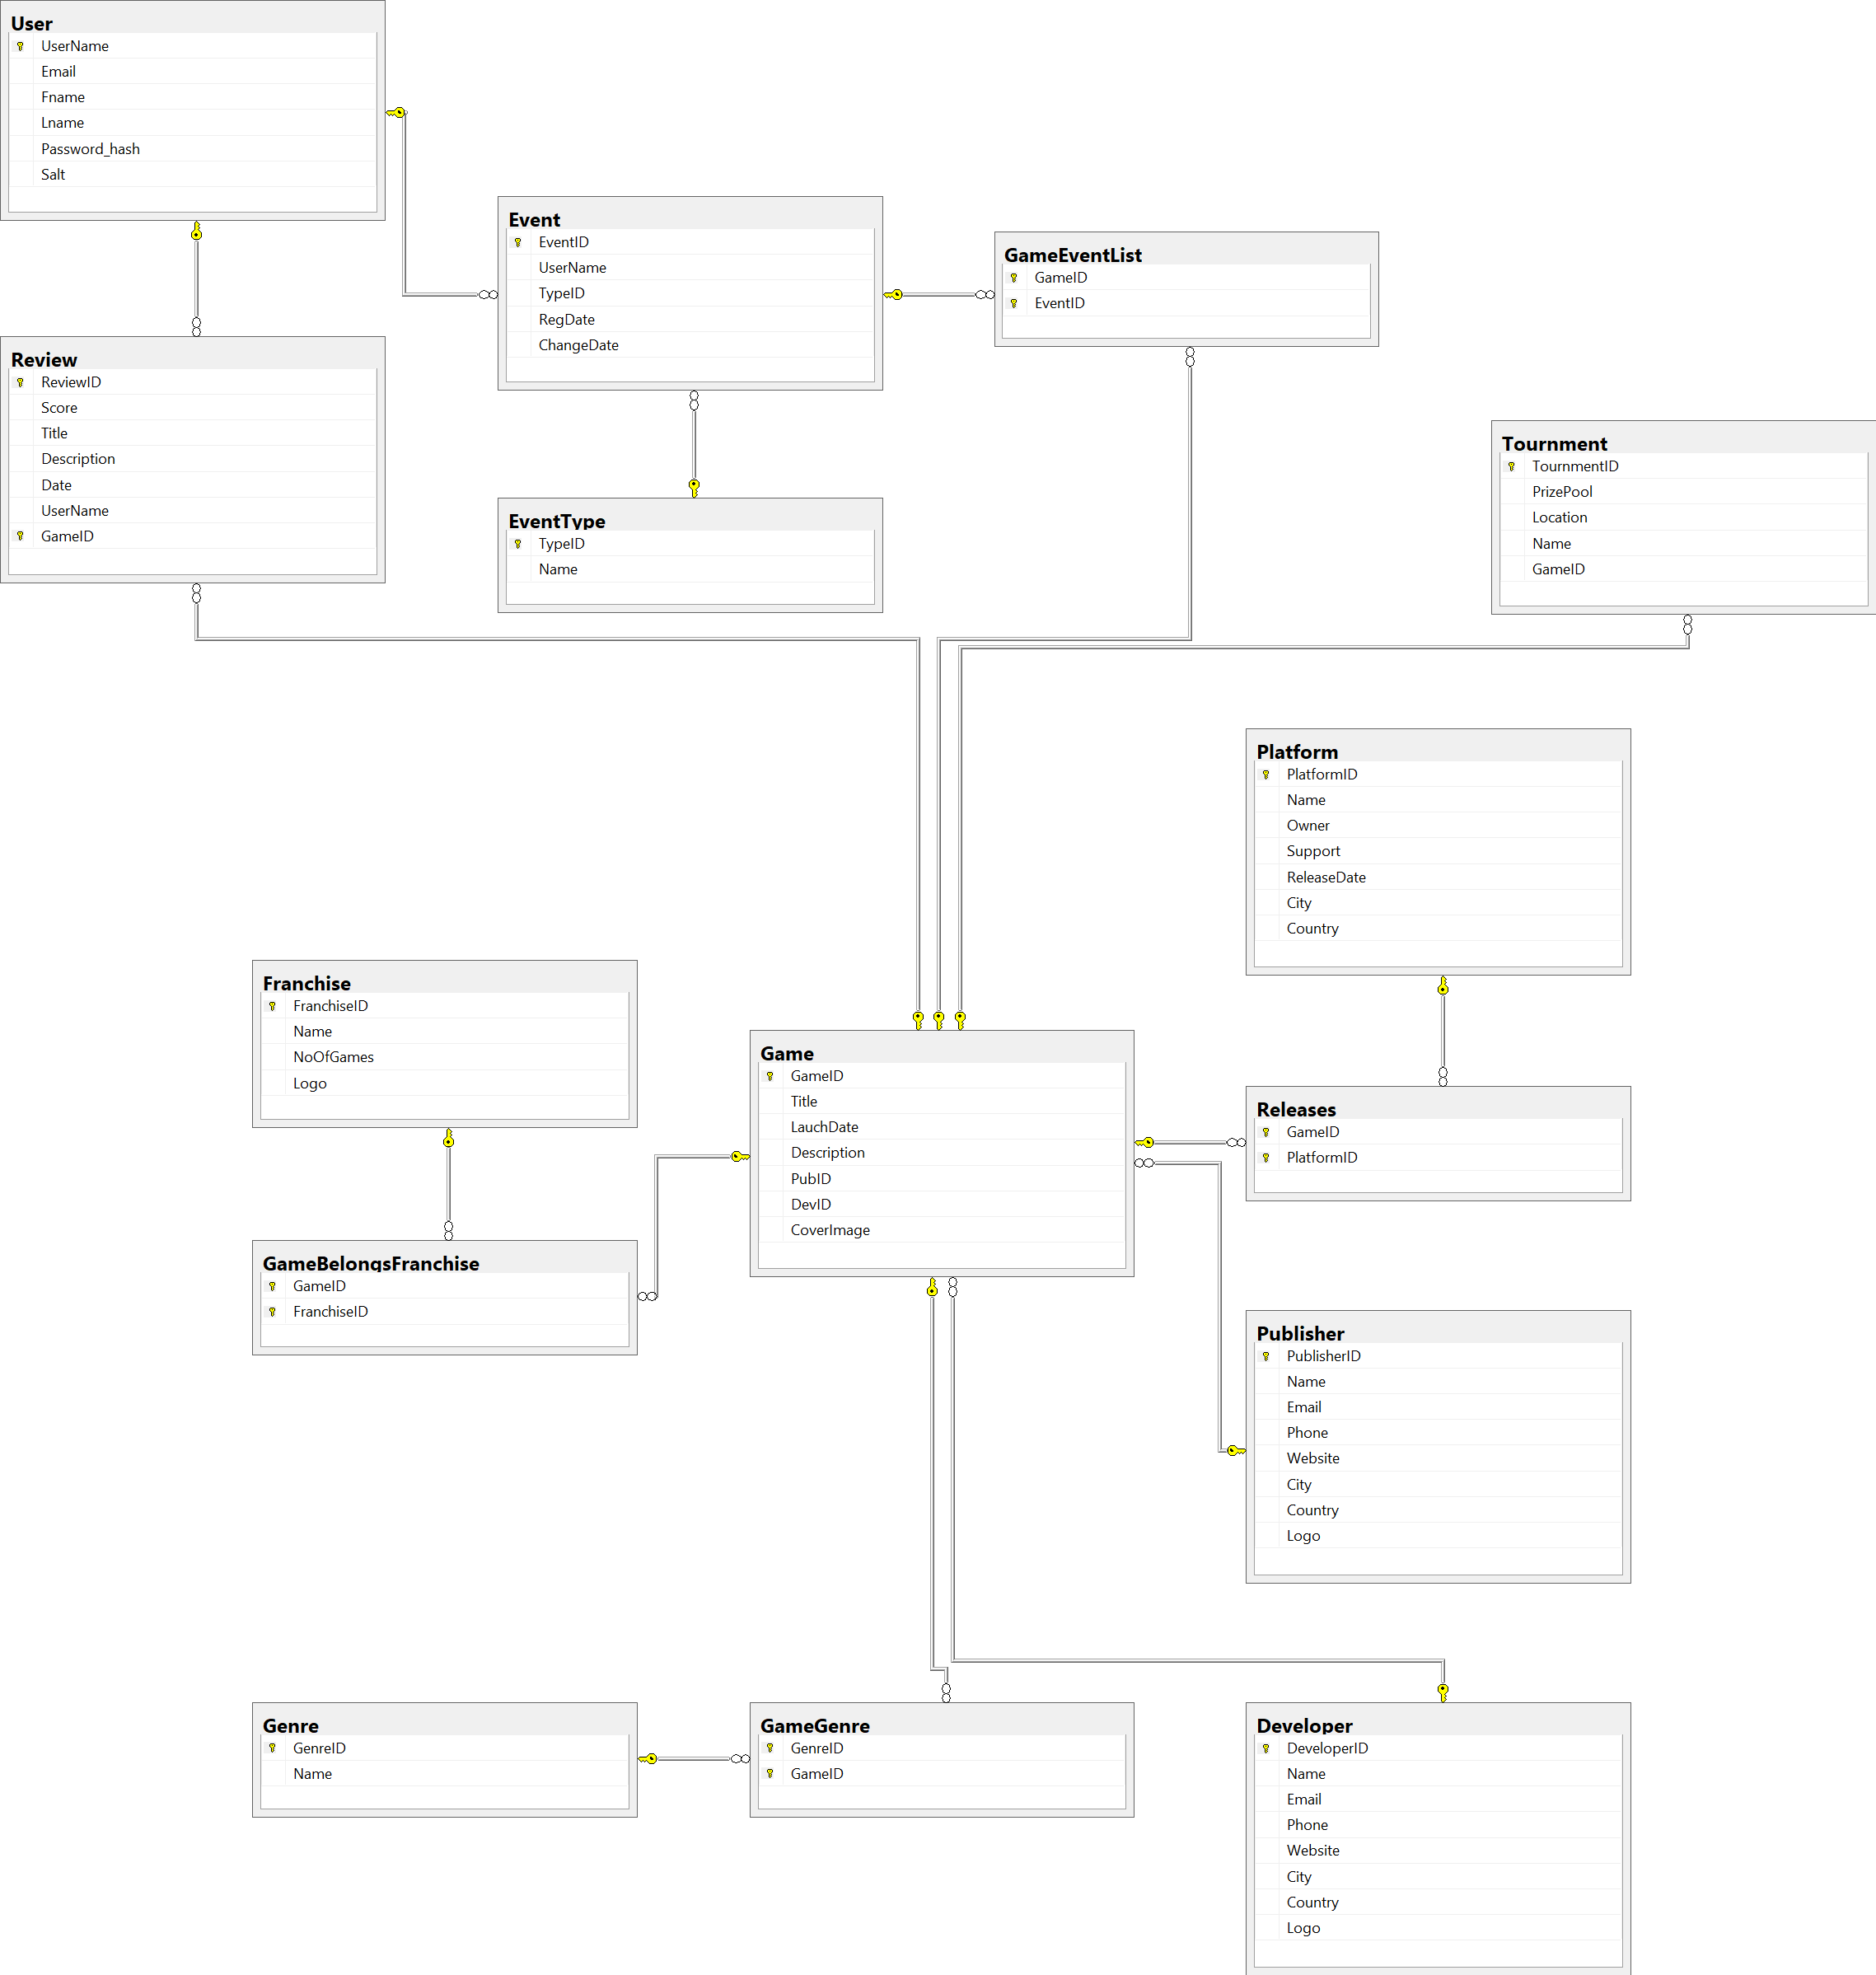 User
UserName
Email
Fname
Lname
Password_hash
Salt
Event
EventID
UserName
TypeID
RegDate
ChangeDate
GameEventList
GameID
EventID
Review
ReviewID
Score
Title
Description
Date
UserName
GameID
EventType
TypeID
Name
Tournment
TournmentID
PrizePool
Location
Name
GameID
Platform
PlatformID
Name
Owner
Support
ReleaseDate
City
Country
Franchise
FranchiseID
Name
NoOfGames
Logo
Game
GameID
Title
LauchDate
Description
PubID
DevID
CoverImage
Releases
GameID
PlatformID
GameBelongsFranchise
GameID
FranchiseID
Publisher
PublisherID
Name
Email
Phone
Website
City
Country
Logo
Genre
GenreID
Name
GameGenre
GenreID
GameID
Developer
DeveloperID
Name
Email
Phone
Website
City
Country
Logo